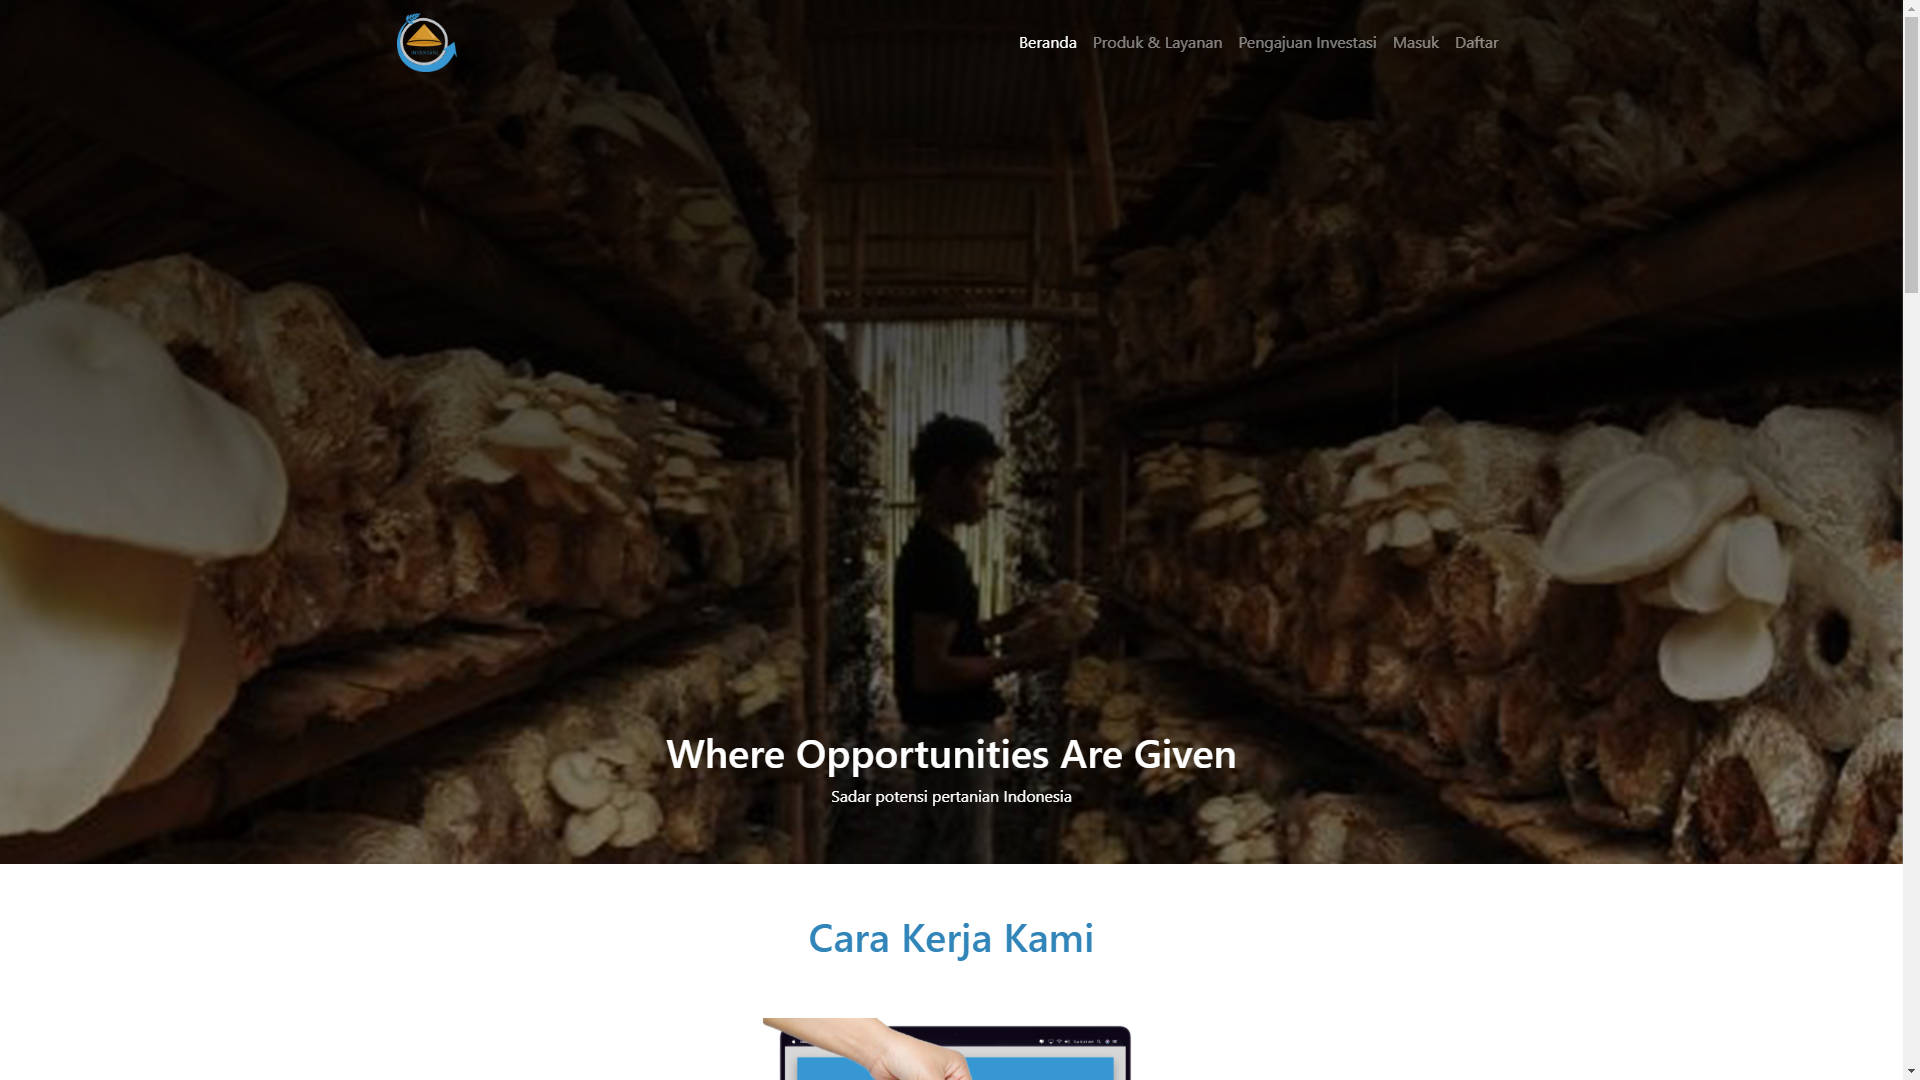 Beranda Produk & Layanan Pengajuan Investasi Masuk Daftar
Where Opportunities Are Given
Sadar potensi pertanian Indonesia
Cara Kerja Kami